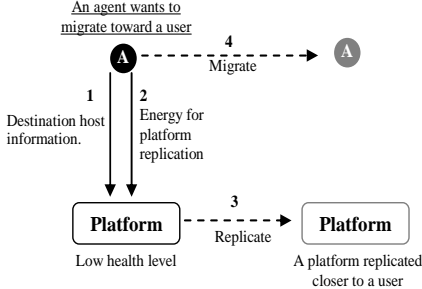 An agent wants to
migrate toward a user
A
4
Migrate
A
1
2
Destination host
information.
Energy for
platform
replication
Platform
3
Replicate
Platform
Low health level
A platform replicated
closer to a user